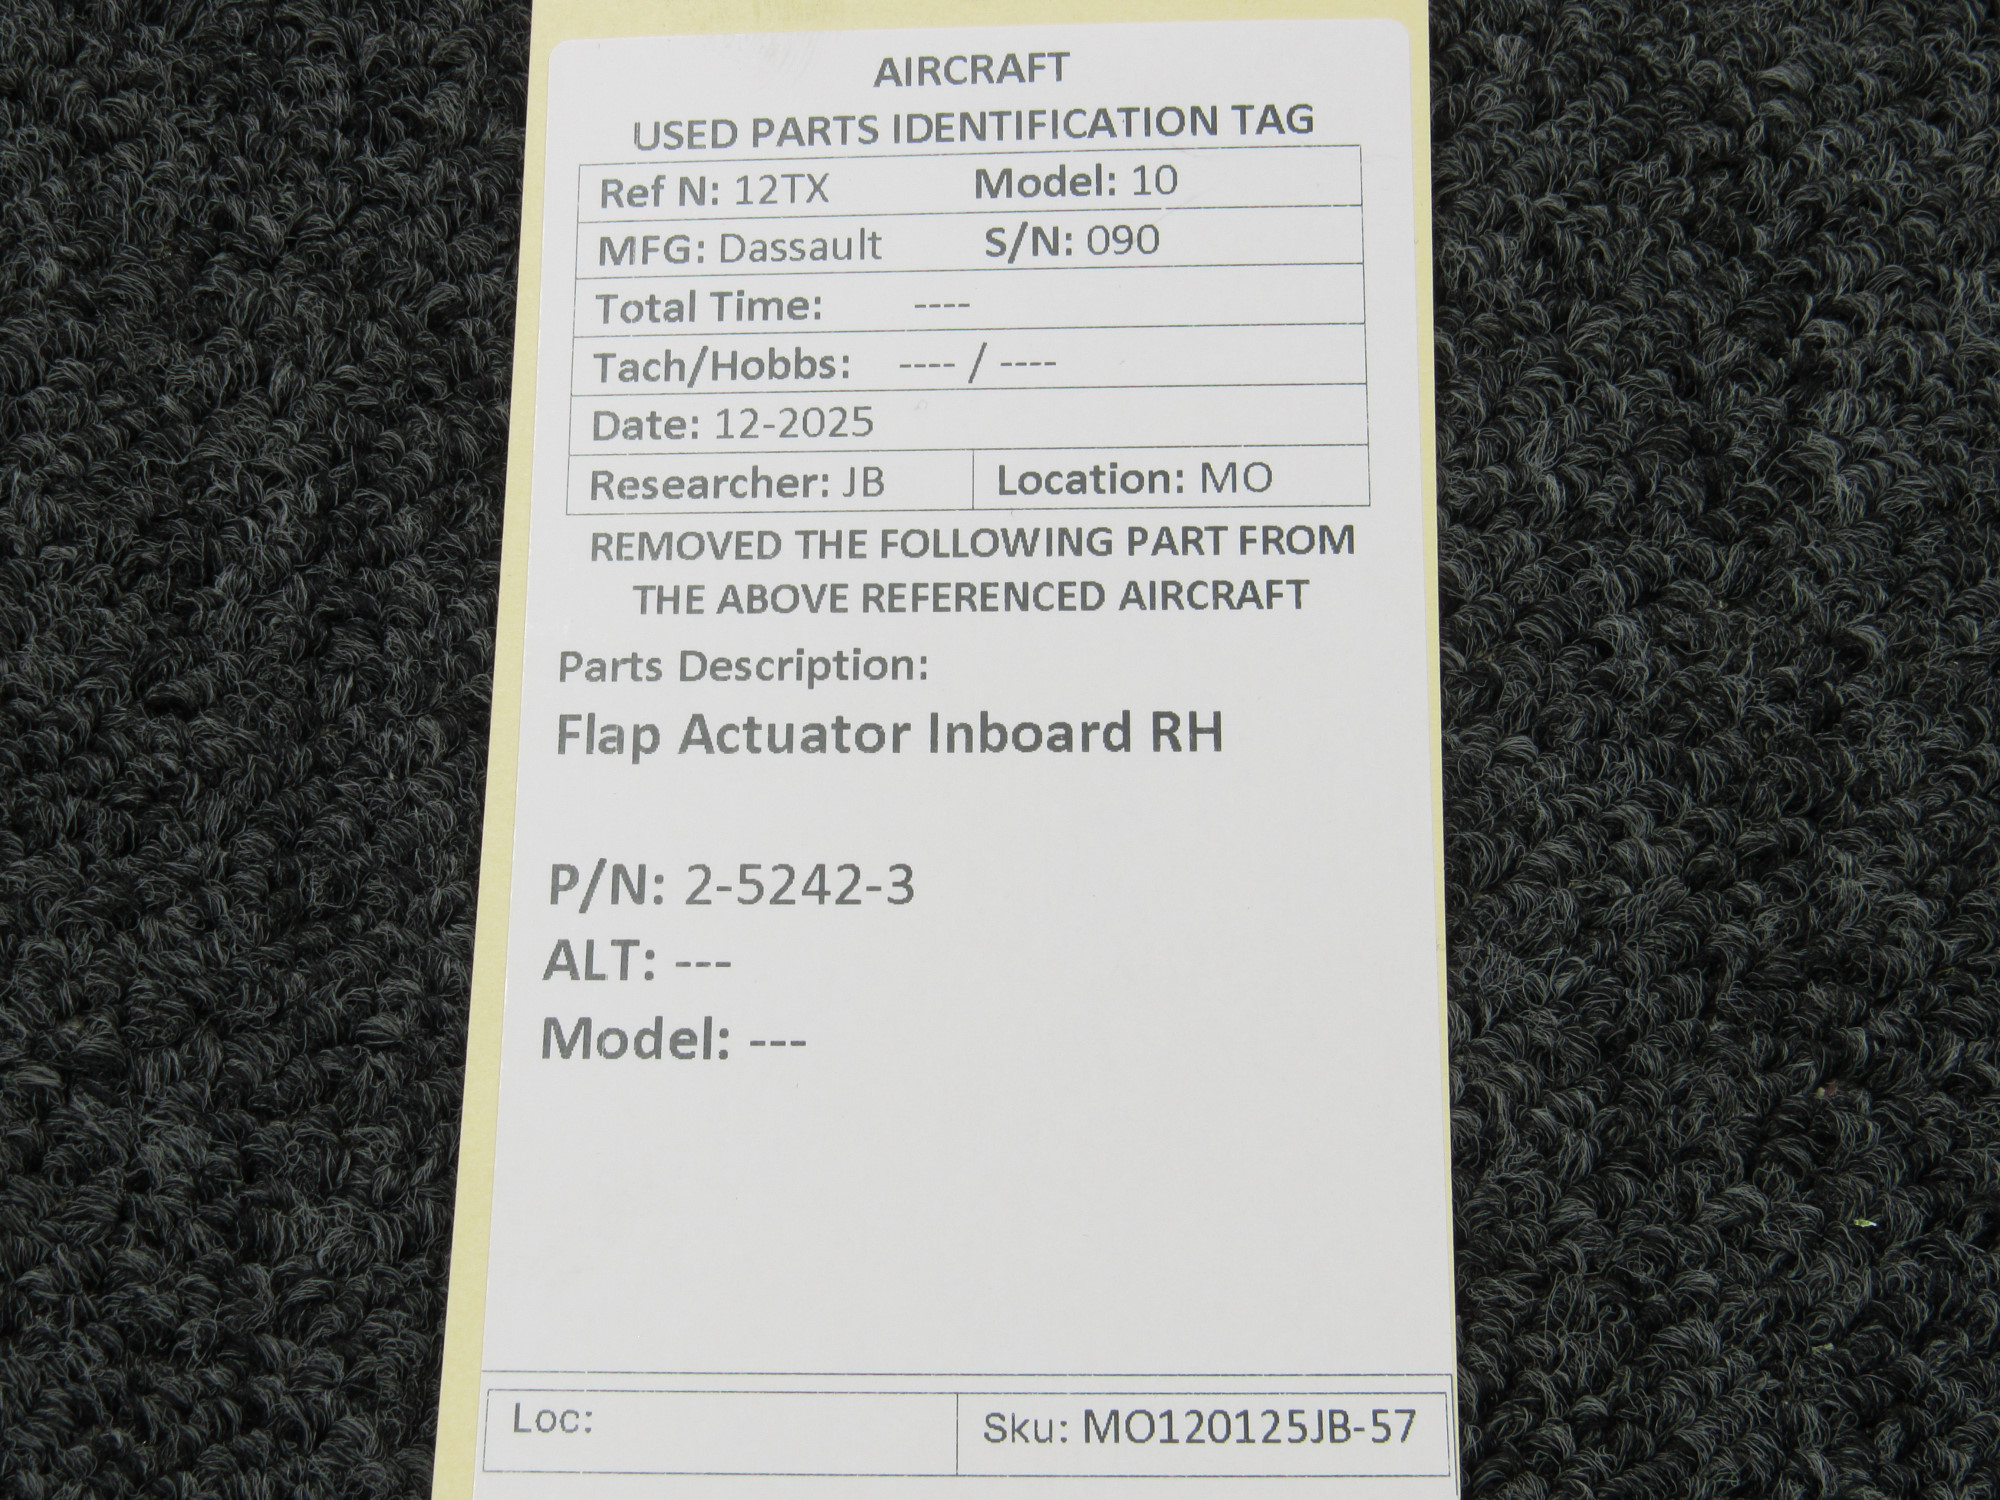 AIRCRAFT
USED PARTS IDENTIFICATION TAG
Ref N: 12TX Model: 10
MFG: Dassault S/N: 090
Total Time: ----
Tach/Hobbs: ---- / ----
Date: 12-2025
Researcher: JB Location: MO
REMOVED THE FOLLOWING PART FROM
THE ABOVE REFERENCED AIRCRAFT
Parts Description:
Flap Actuator Inboard RH
P/N: 2-5242-3
ALT: ---
Model: ---
Loc: Sku: MO120125JB-57